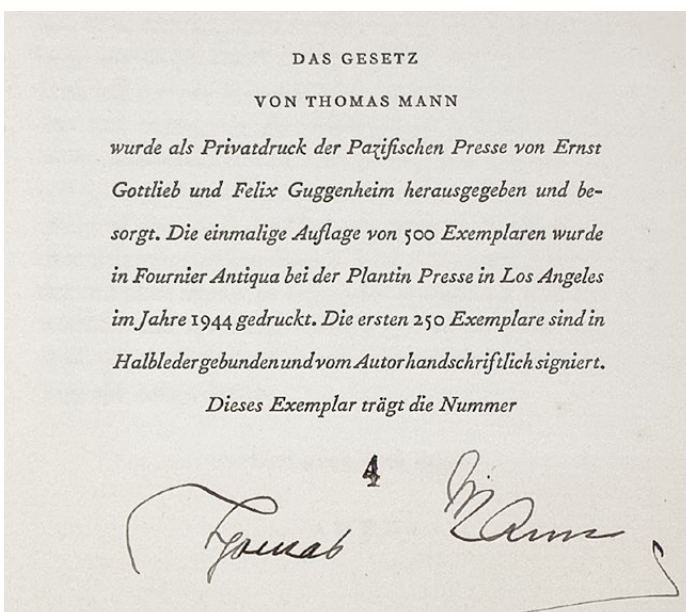 DAS GESETZ
VON THOMAS MANN
wurde als Privatdruck der Pazifischen Presse von Ernst
Gottlieb und Felix Guggenheim herausgegeben und be-
sorgt. Die einmalige Auflage von 500 Exemplaren wurde
in Fournier Antiqua bei der Plantin Presse in Los Angeles
im Jahre 1944 gedruckt. Die ersten 250 Exemplare sind in
Halbleder gebunden und vom Autor handschriftlich signiert.
Dieses Exemplar trägt die Nummer
4
Thomas Mann